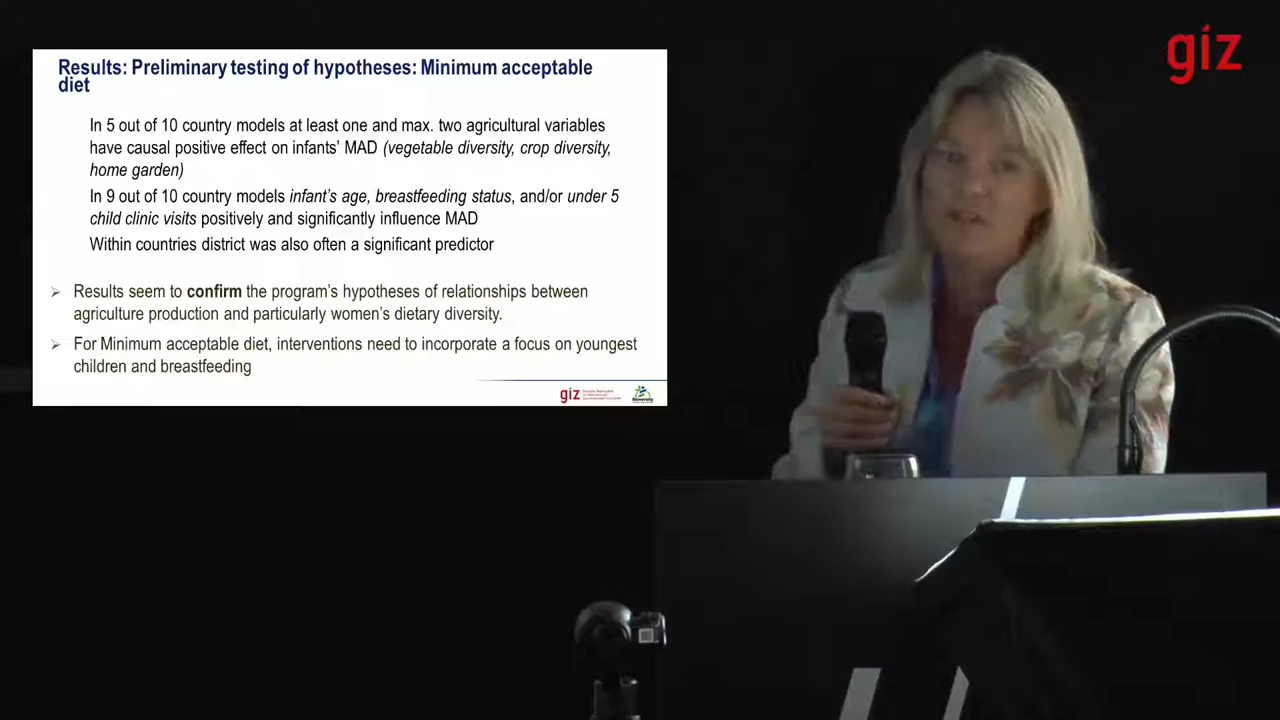 giz
Results: Preliminary testing of hypotheses: Minimum acceptable
diet
In 5 out of 10 country models at least one and max. two agricultural variables
have causal positive effect on infants' MAD (vegetable diversity, crop diversity,
home garden)
In 9 out of 10 country models infant's age, breastfeeding status, and/or under 5
child clinic visits positively and significantly influence MAD
Within countries district was also often a significant predictor
Results seem to confirm the program's hypotheses of relationships between
agriculture production and particularly women's dietary diversity.
For Minimum acceptable diet, interventions need to incorporate a focus on youngest
children and breastfeeding
giz
Bioversity